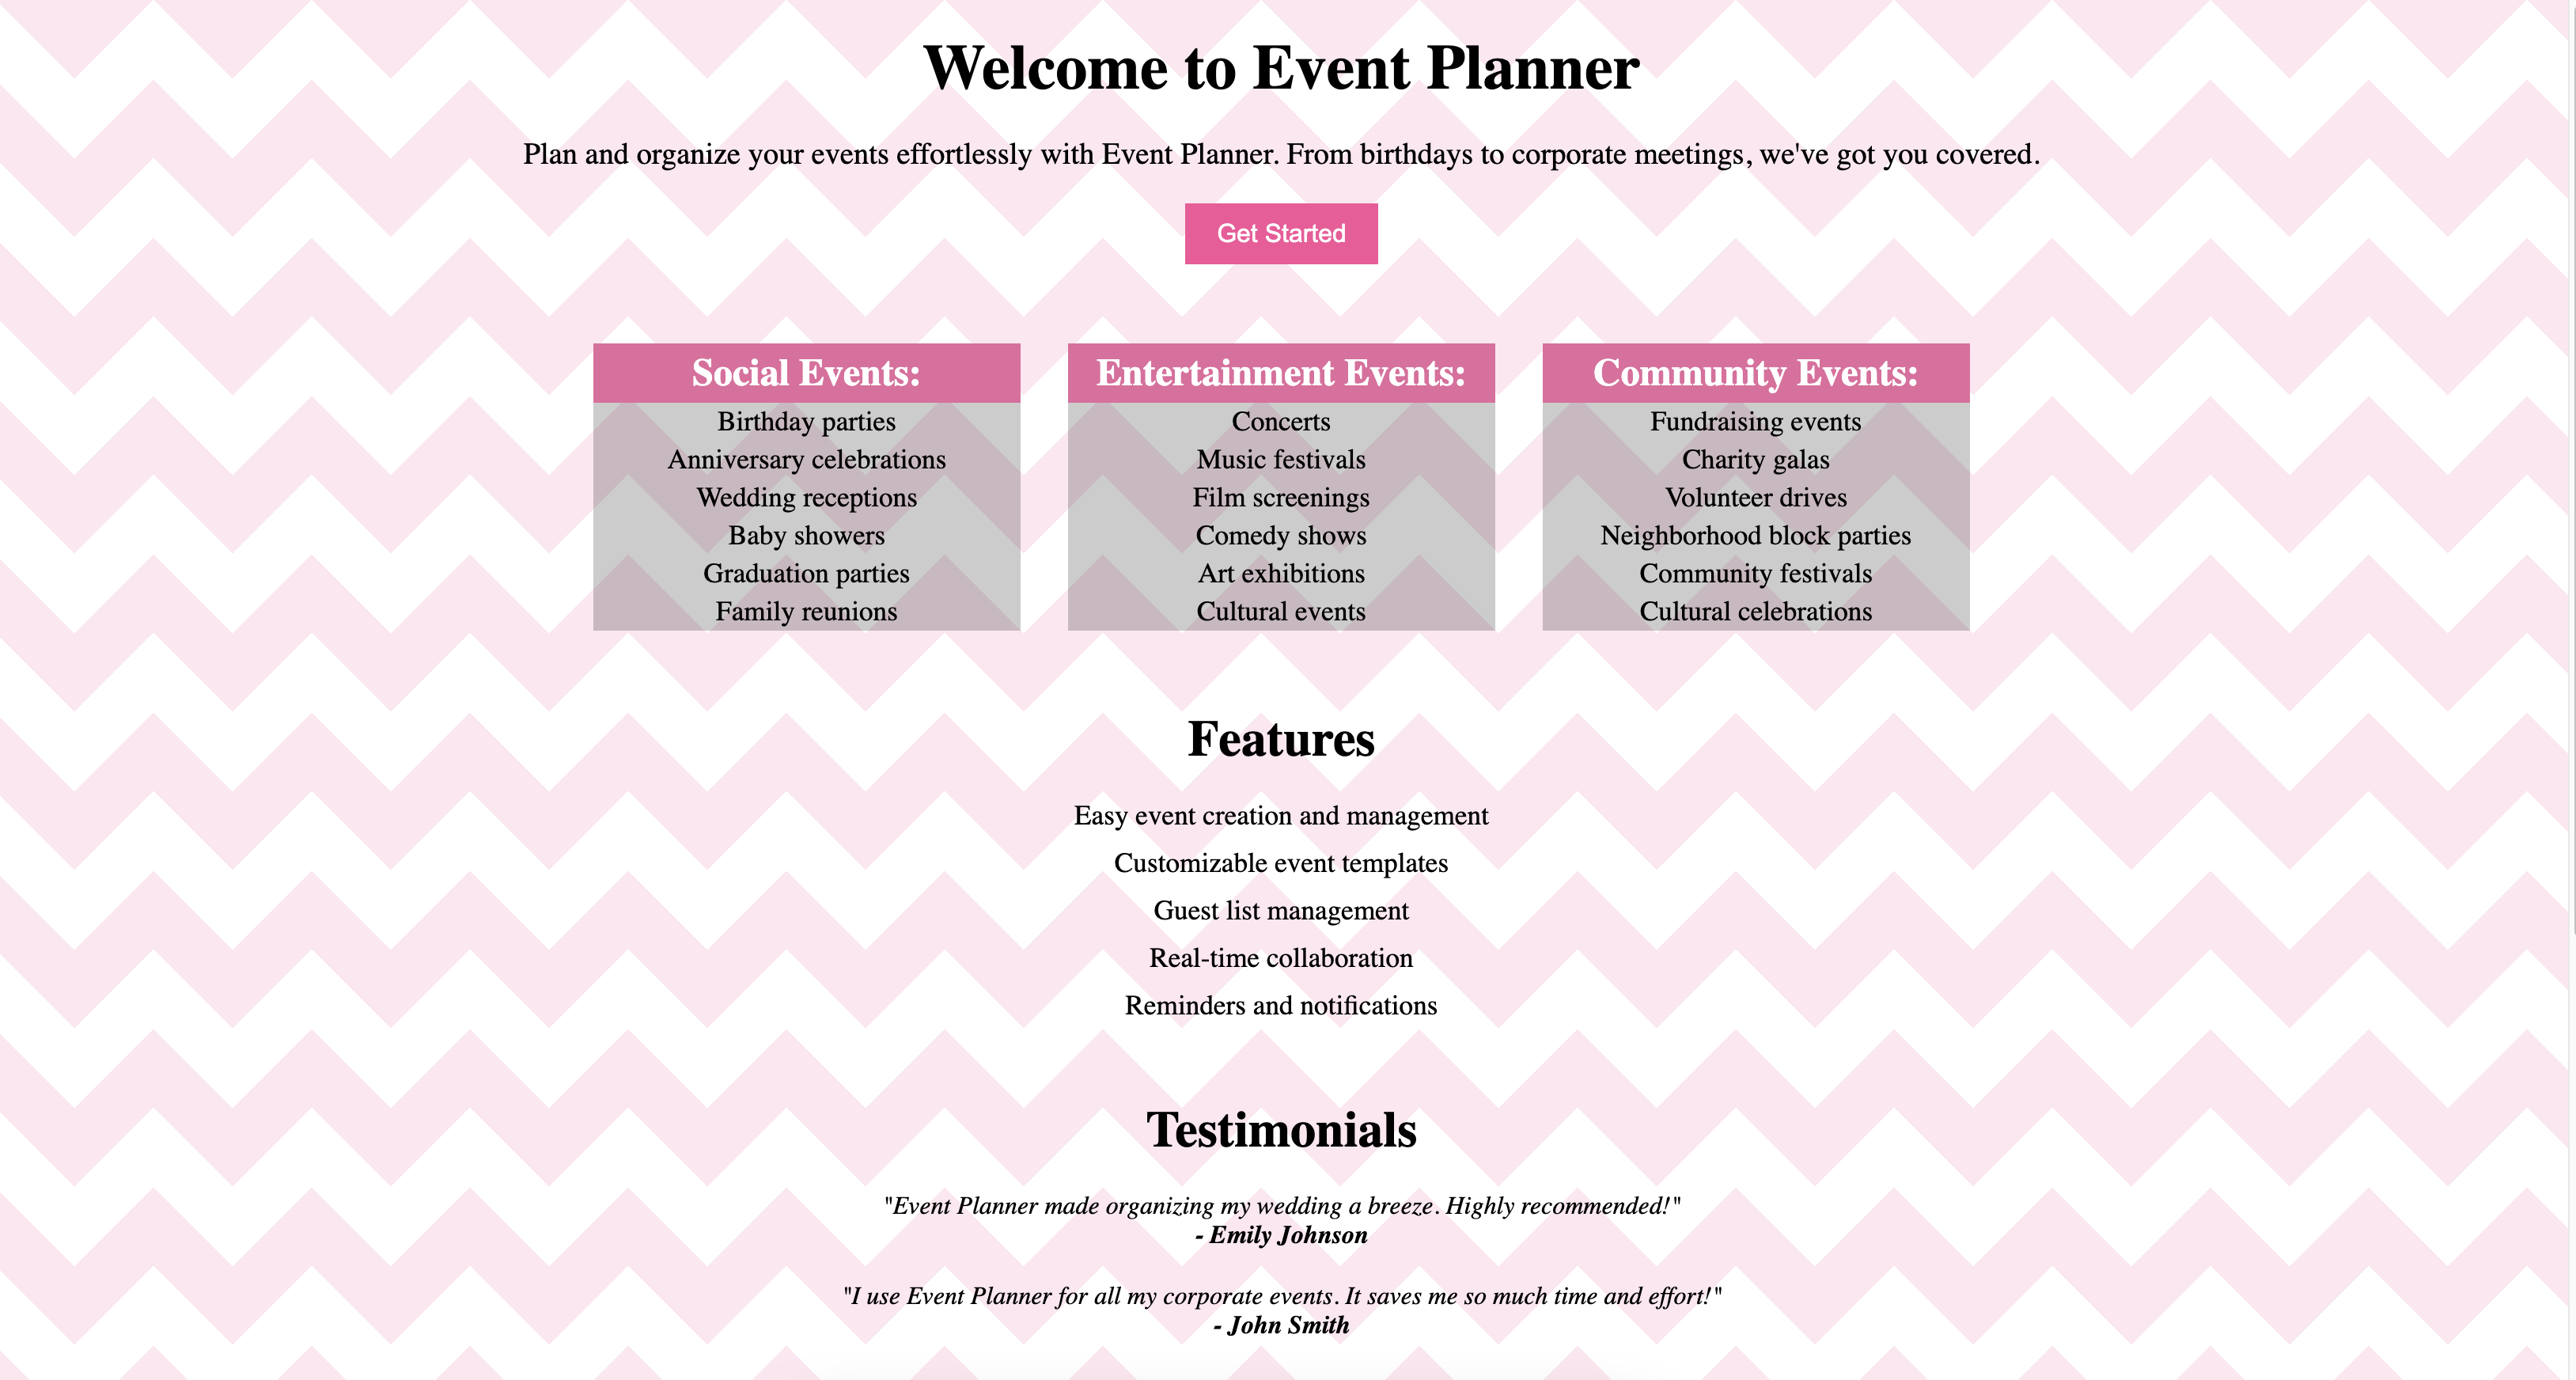 Welcome to Event Planner
Plan and organize your events effortlessly with Event Planner. From birthdays to corporate meetings, we've got you covered.
Get Started
Social Events:
Birthday parties
Anniversary celebrations
Wedding receptions
Baby showers
Graduation parties
Family reunions
Entertainment Events:
Concerts
Music festivals
Film screenings
Comedy shows
Art exhibitions
Cultural events
Community Events:
Fundraising events
Charity galas
Volunteer drives
Neighborhood block parties
Community festivals
Cultural celebrations
Features
Easy event creation and management
Customizable event templates
Guest list management
Real-time collaboration
Reminders and notifications
Testimonials
"Event Planner made organizing my wedding a breeze. Highly recommended!"
- Emily Johnson
"I use Event Planner for all my corporate events. It saves me so much time and effort!"
- John Smith